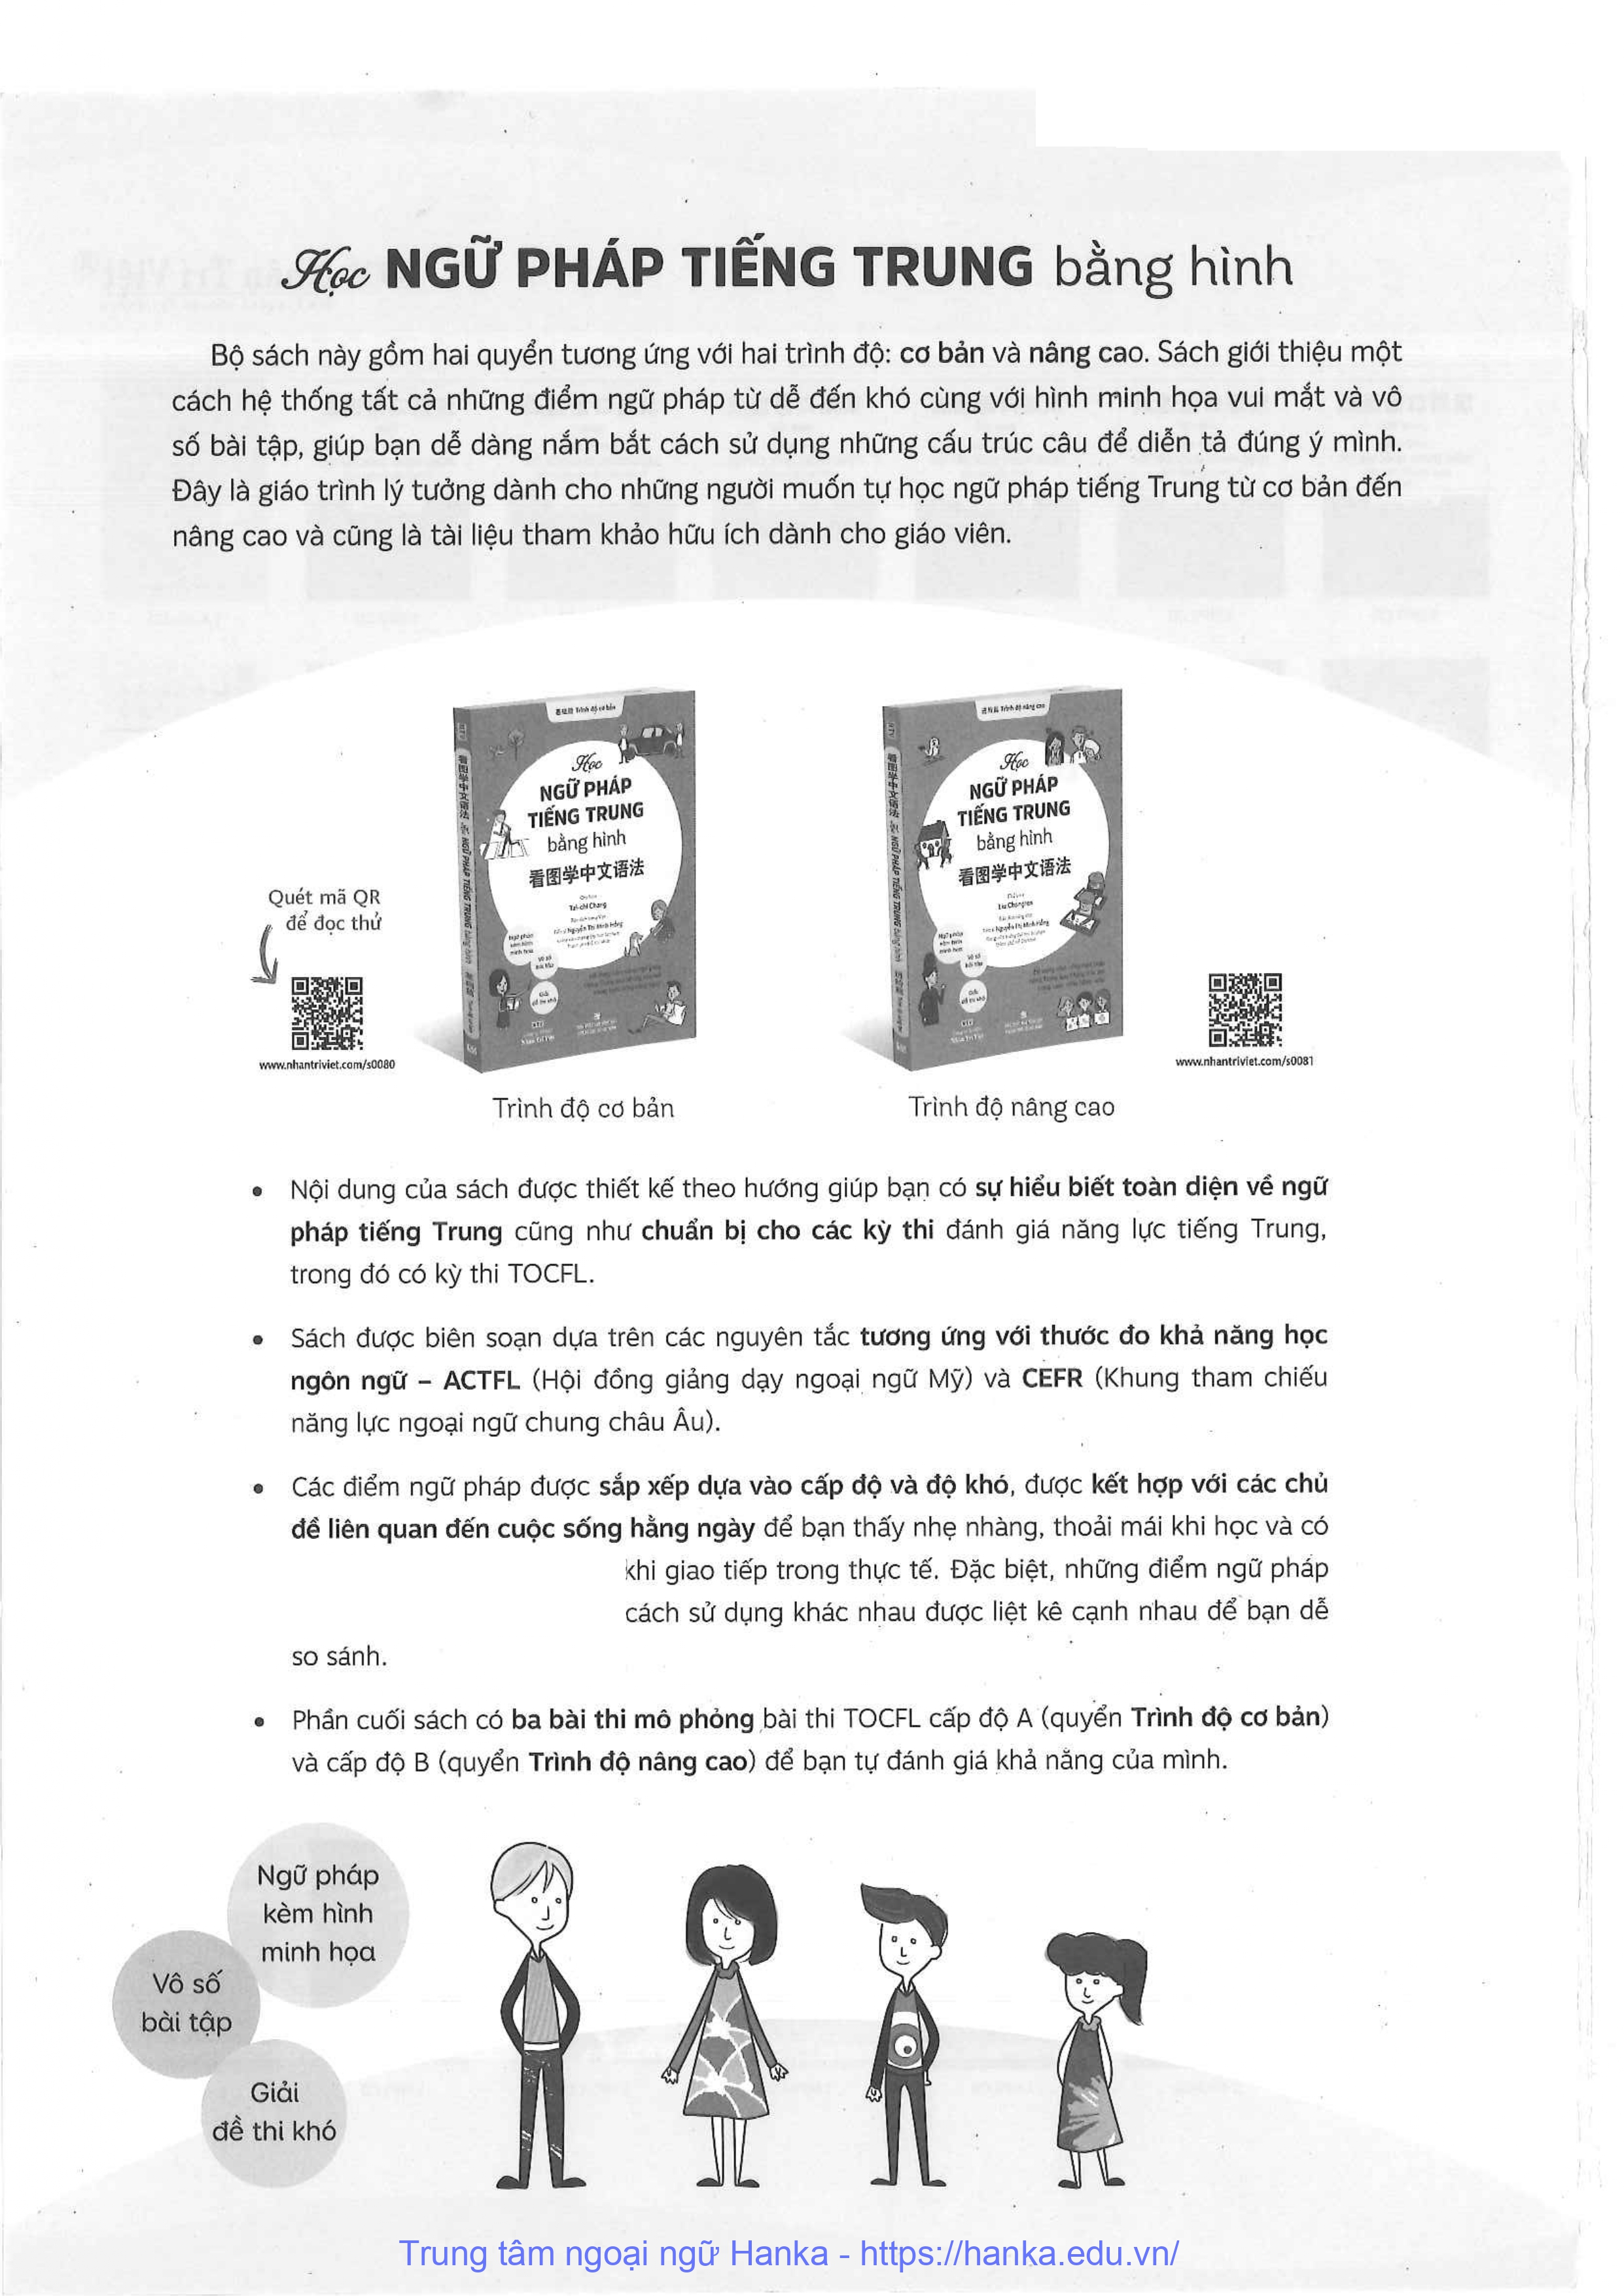 Học NGỮ PHÁP TIẾNG TRUNG bằng hình
Bộ sách này gồm hai quyển tương ứng với hai trình độ: cơ bản và nâng cao. Sách giới thiệu một
cách hệ thống tất cả những điểm ngữ pháp từ dễ đến khó cùng với hình minh họa vui mắt và vô
số bài tập, giúp bạn dễ dàng nắm bắt cách sử dụng những cấu trúc câu để diễn tả đúng ý mình.
Đây là giáo trình lý tưởng dành cho những người muốn tự học ngữ pháp tiếng Trung từ cơ bản đến
nâng cao và cũng là tài liệu tham khảo hữu ích dành cho giáo viên.
Trình độ cơ bản
Học
NGỮ PHÁP
TIẾNG TRUNG
bằng hình
看图学中文语法
Tai-chi Chang
Trình độ nâng cao
Học
NGỮ PHÁP
TIẾNG TRUNG
bằng hình
看图学中文语法
Liu Chongren
Quét mã QR
để đọc thử
www.nhantriviet.com/s0080
www.nhantriviet.com/s0081
Trình độ cơ bản
Trình độ nâng cao
• Nội dung của sách được thiết kế theo hướng giúp bạn có sự hiểu biết toàn diện về ngữ
pháp tiếng Trung cũng như chuẩn bị cho các kỳ thi đánh giá năng lực tiếng Trung,
trong đó có kỳ thi TOCFL.
• Sách được biên soạn dựa trên các nguyên tắc tương ứng với thước đo khả năng học
ngôn ngữ – ACTFL (Hội đồng giảng dạy ngoại ngữ Mỹ) và CEFR (Khung tham chiếu
năng lực ngoại ngữ chung châu Âu).
• Các điểm ngữ pháp được sắp xếp dựa vào cấp độ và độ khó, được kết hợp với các chủ
đề liên quan đến cuộc sống hằng ngày để bạn thấy nhẹ nhàng, thoải mái khi học và có
khi giao tiếp trong thực tế. Đặc biệt, những điểm ngữ pháp
cách sử dụng khác nhau được liệt kê cạnh nhau để bạn dễ
so sánh.
• Phần cuối sách có ba bài thi mô phỏng bài thi TOCFL cấp độ A (quyển Trình độ cơ bản)
và cấp độ B (quyển Trình độ nâng cao) để bạn tự đánh giá khả năng của mình.
Ngữ pháp
kèm hình
minh họa
Vô số
bài tập
Giải
đề thi khó
Trung tâm ngoại ngữ Hanka - https://hanka.edu.vn/